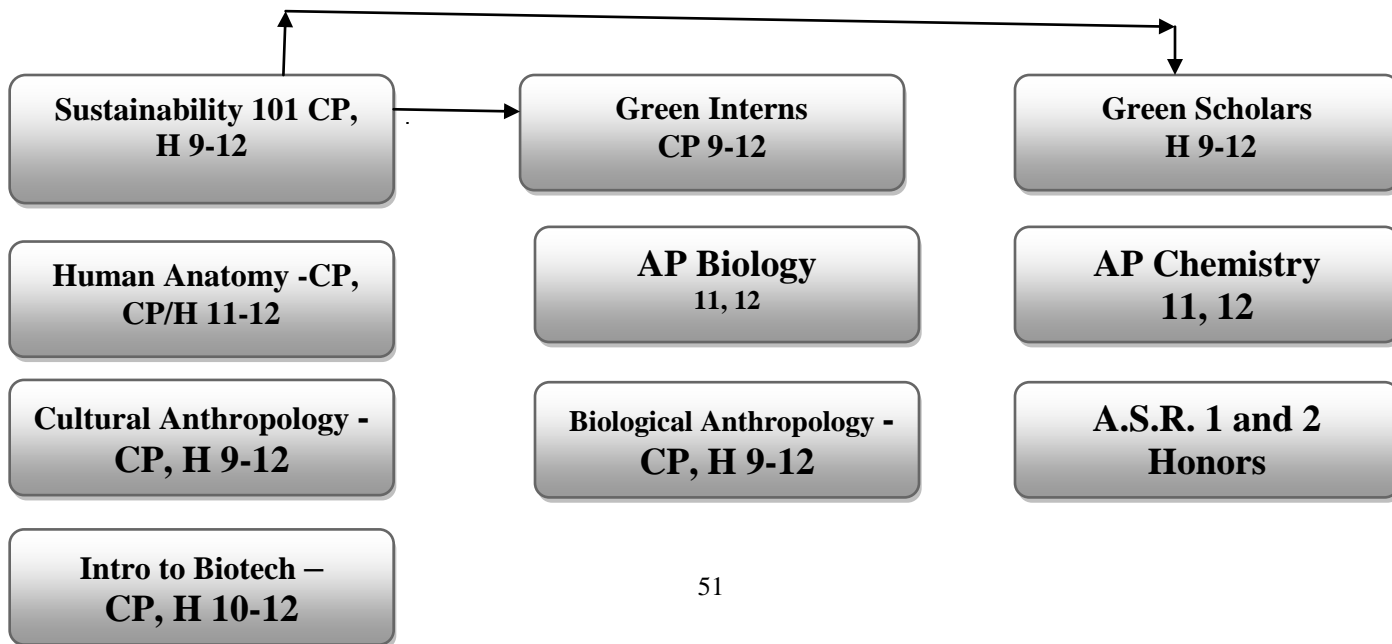 Sustainability 101 CP,
H 9-12
Green Interns
CP 9-12
Green Scholars
H 9-12
Human Anatomy -CP,
CP/H 11-12
AP Biology
11, 12
AP Chemistry
11, 12
Cultural Anthropology -
CP, H 9-12
Biological Anthropology -
CP, H 9-12
A.S.R. 1 and 2
Honors
Intro to Biotech –
CP, H 10-12
51